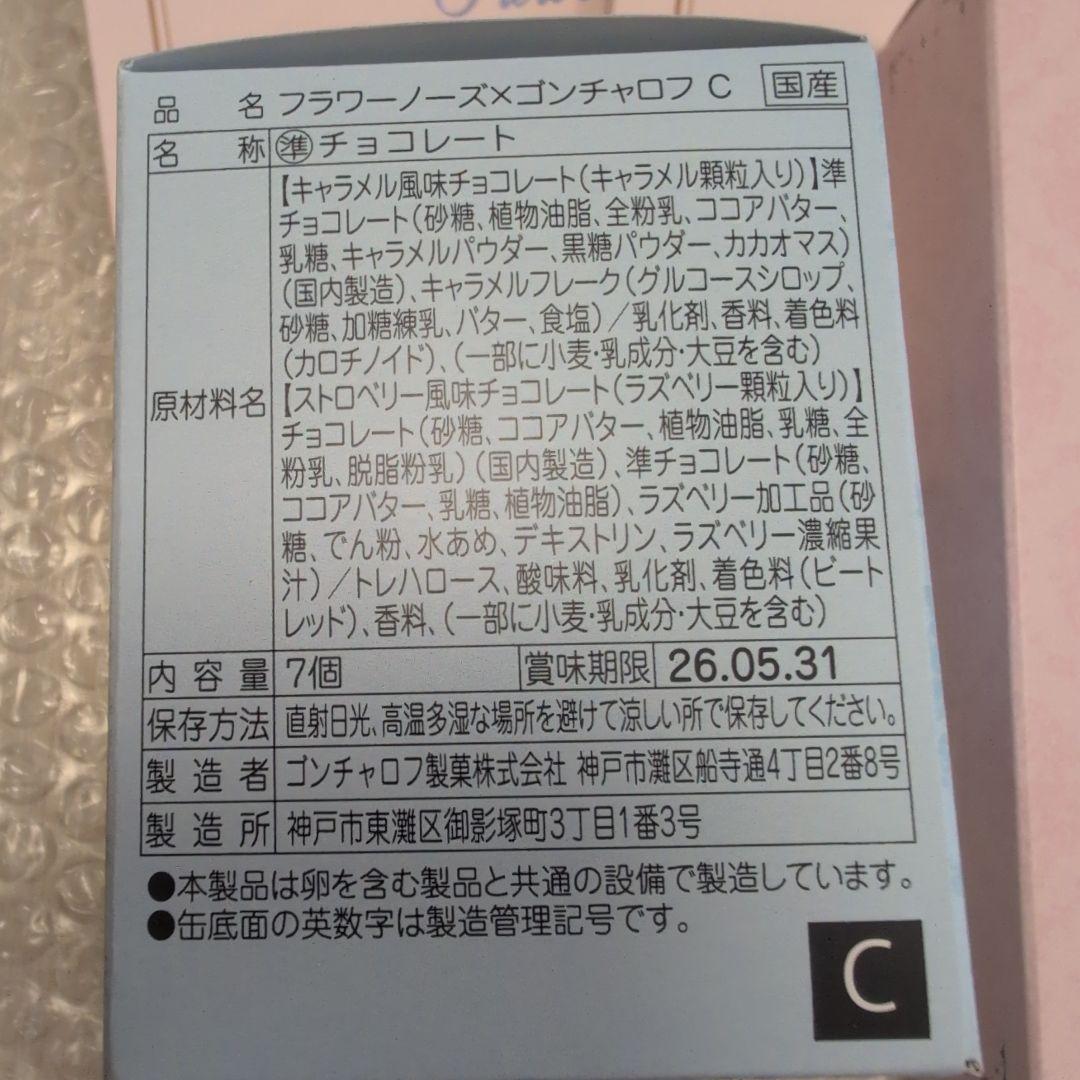 品名 フラワーノーズ×ゴンチャロフ C 国産
名称 準チョコレート
原材料名
【キャラメル風味チョコレート(キャラメル顆粒入り)】準
チョコレート(砂糖、植物油脂、全粉乳、ココアバター、
乳糖、キャラメルパウダー、黒糖パウダー、カカオマス)
(国内製造)、キャラメルフレーク(グルコースシロップ、
砂糖、加糖練乳、バター、食塩)/乳化剤、香料、着色料
(カロチノイド)、(一部に小麦・乳成分・大豆を含む)
【ストロベリー風味チョコレート(ラズベリー顆粒入り)】
チョコレート(砂糖、ココアバター、植物油脂、乳糖、全
粉乳、脱脂粉乳)(国内製造)、準チョコレート(砂糖、
ココアバター、乳糖、植物油脂)、ラズベリー加工品(砂
糖、でん粉、水あめ、デキストリン、ラズベリー濃縮果
汁)/トレハロース、酸味料、乳化剤、着色料(ビート
レッド)、香料、(一部に小麦・乳成分・大豆を含む)
内容量 7個 賞味期限 26.05.31
保存方法 直射日光、高温多湿な場所を避けて涼しい所で保存してください。
製造者 ゴンチャロフ製菓株式会社 神戸市灘区船寺通4丁目2番8号
製造所 神戸市東灘区御影塚町3丁目1番3号
●本製品は卵を含む製品と共通の設備で製造しています。
●缶底面の英数字は製造管理記号です。
C